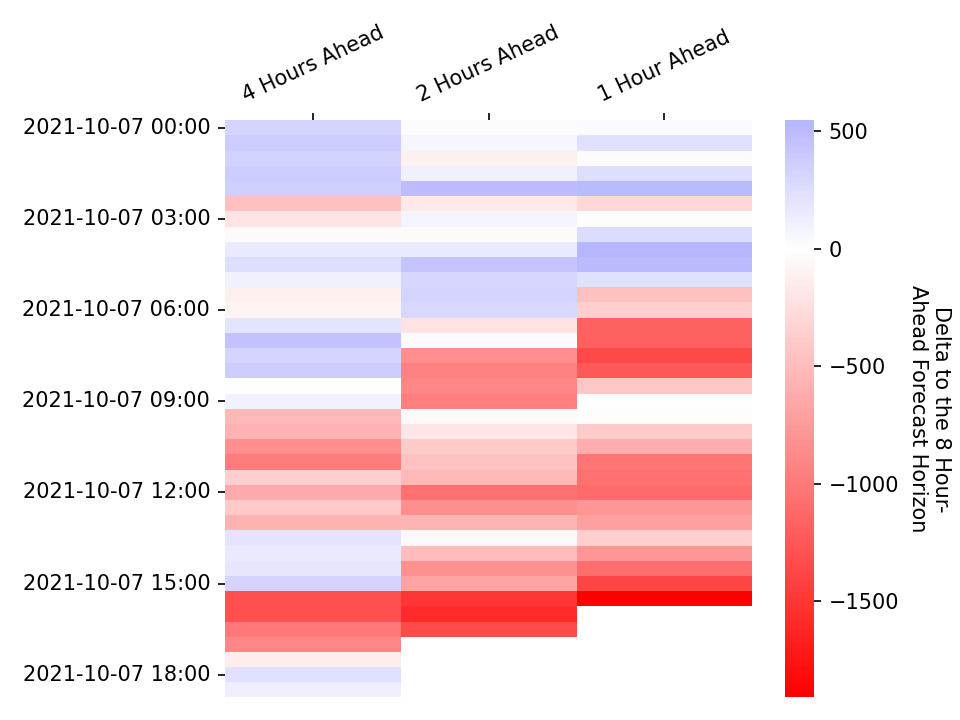 4 Hours Ahead
2 Hours Ahead
1 Hour Ahead
2021-10-07 00:00
2021-10-07 03:00
2021-10-07 06:00
2021-10-07 09:00
2021-10-07 12:00
2021-10-07 15:00
2021-10-07 18:00
500
0
−500
−1000
−1500
Delta to the 8 Hour-
Ahead Forecast Horizon